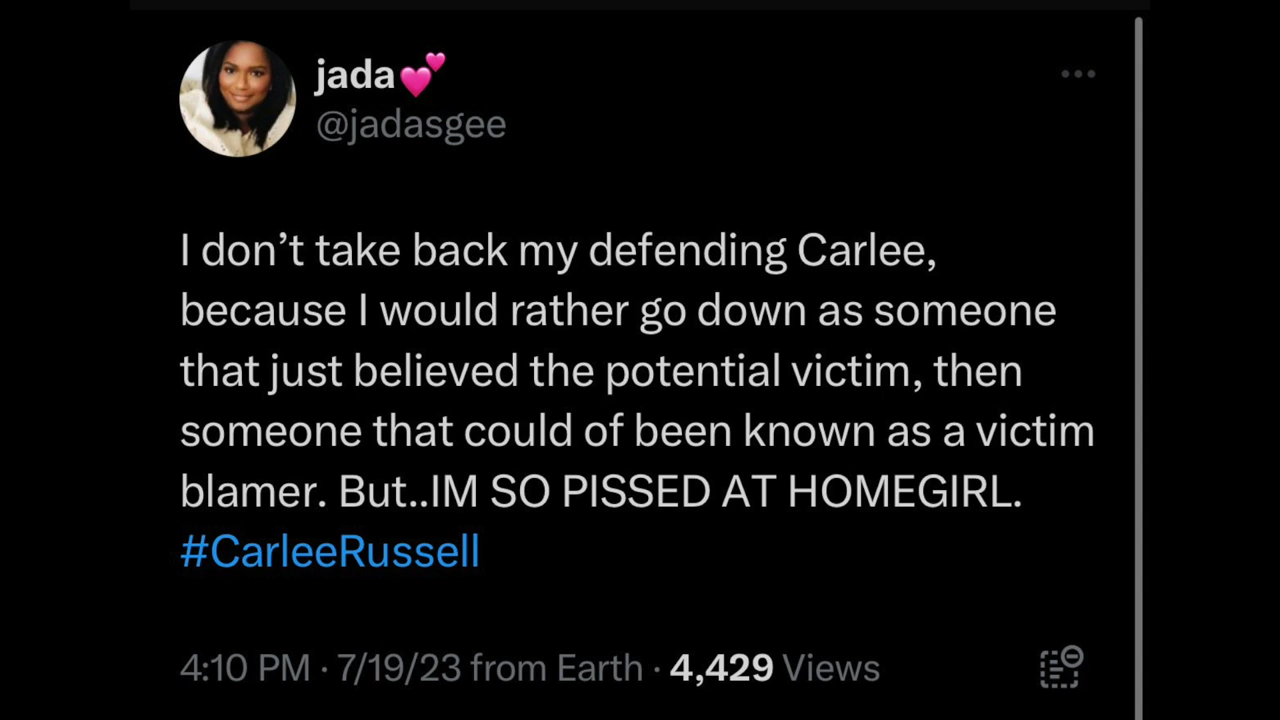 jada💕
@jadasgee
I don’t take back my defending Carlee,
because I would rather go down as someone
that just believed the potential victim, then
someone that could of been known as a victim
blamer. But..IM SO PISSED AT HOMEGIRL.
#CarleeRussell
4:10 PM · 7/19/23 from Earth · 4,429 Views